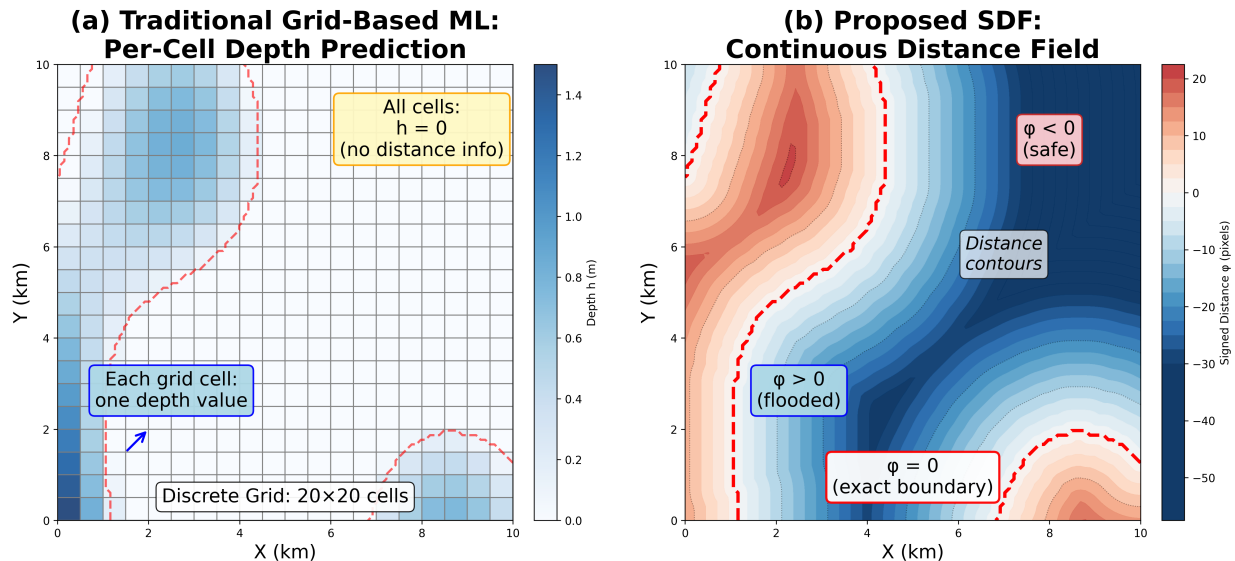 (a) Traditional Grid-Based ML:
Per-Cell Depth Prediction
10
8
6
4
2
0
Y (km)
0
2
4
6
8
10
X (km)
All cells:
h = 0
(no distance info)
Each grid cell:
one depth value
Discrete Grid: 20×20 cells
1.4
1.2
1.0
0.8
0.6
0.4
0.2
0.0
Depth h (m)
(b) Proposed SDF:
Continuous Distance Field
10
8
6
4
2
0
Y (km)
0
2
4
6
8
10
X (km)
φ < 0
(safe)
Distance
contours
φ > 0
(flooded)
φ = 0
(exact boundary)
20
10
0
−10
−20
−30
−40
−50
Signed Distance φ (pixels)